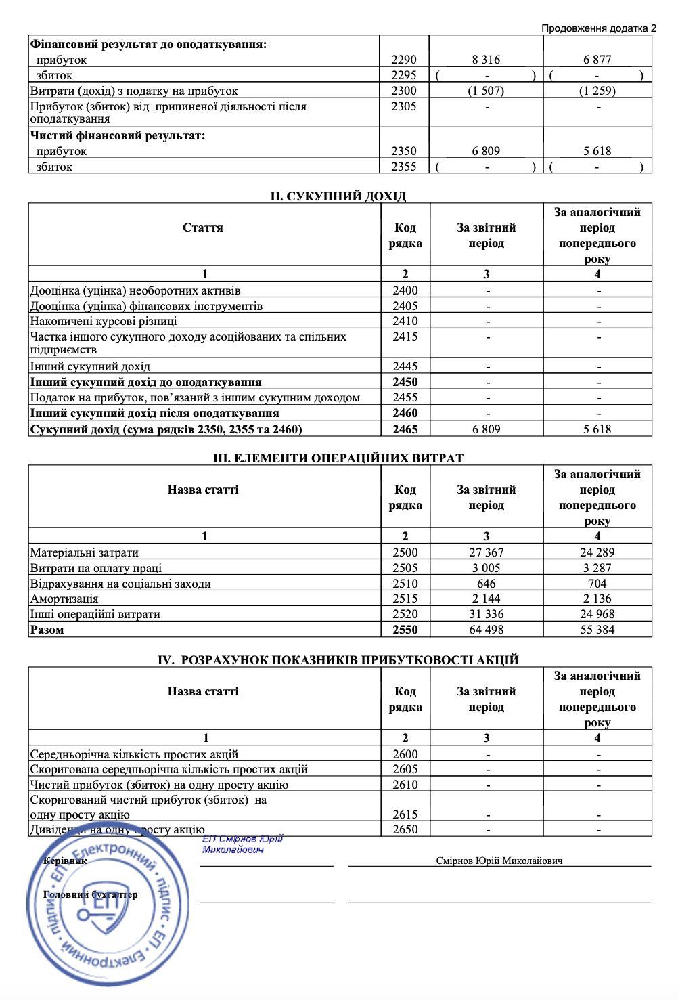 Продовження додатка 2
Фінансовий результат до оподаткування:
прибуток 2290 8 316 6 877
збиток 2295 ( - ) ( - )
Витрати (дохід) з податку на прибуток 2300 (1 507) (1 259)
Прибуток (збиток) від припиненої діяльності після 2305 - -
оподаткування
Чистий фінансовий результат:
прибуток 2350 6 809 5 618
збиток 2355 ( - ) ( - )
ІІ. СУКУПНИЙ ДОХІД
Стаття Код рядка За звітний період За аналогічний період попереднього року
1 2 3 4
Дооцінка (уцінка) необоротних активів 2400 - -
Дооцінка (уцінка) фінансових інструментів 2405 - -
Накопичені курсові різниці 2410 - -
Частка іншого сукупного доходу асоційованих та спільних 2415 - -
підприємств
Інший сукупний дохід 2445 - -
Інший сукупний дохід до оподаткування 2450 - -
Податок на прибуток, пов’язаний з іншим сукупним доходом 2455 - -
Інший сукупний дохід після оподаткування 2460 - -
Сукупний дохід (сума рядків 2350, 2355 та 2460) 2465 6 809 5 618
ІІІ. ЕЛЕМЕНТИ ОПЕРАЦІЙНИХ ВИТРАТ
Назва статті Код рядка За звітний період За аналогічний період попереднього року
1 2 3 4
Матеріальні затрати 2500 27 367 24 289
Витрати на оплату праці 2505 3 005 3 287
Відрахування на соціальні заходи 2510 646 704
Амортизація 2515 2 144 2 136
Інші операційні витрати 2520 31 336 24 968
Разом 2550 64 498 55 384
ІV. РОЗРАХУНОК ПОКАЗНИКІВ ПРИБУТКОВОСТІ АКЦІЙ
Назва статті Код рядка За звітний період За аналогічний період попереднього року
1 2 3 4
Середньорічна кількість простих акцій 2600 - -
Скоригована середньорічна кількість простих акцій 2605 - -
Чистий прибуток (збиток) на одну просту акцію 2610 - -
Скоригований чистий прибуток (збиток) на
одну просту акцію 2615 - -
Дивіденди на одну просту акцію 2650 - -
ЕП Смірнов Юрій
Миколайович
Керівник Смірнов Юрій Миколайович
Головний бухгалтер
ЕП • Електронний • підпис • ЕП • Електронний • підпис •
ЕП